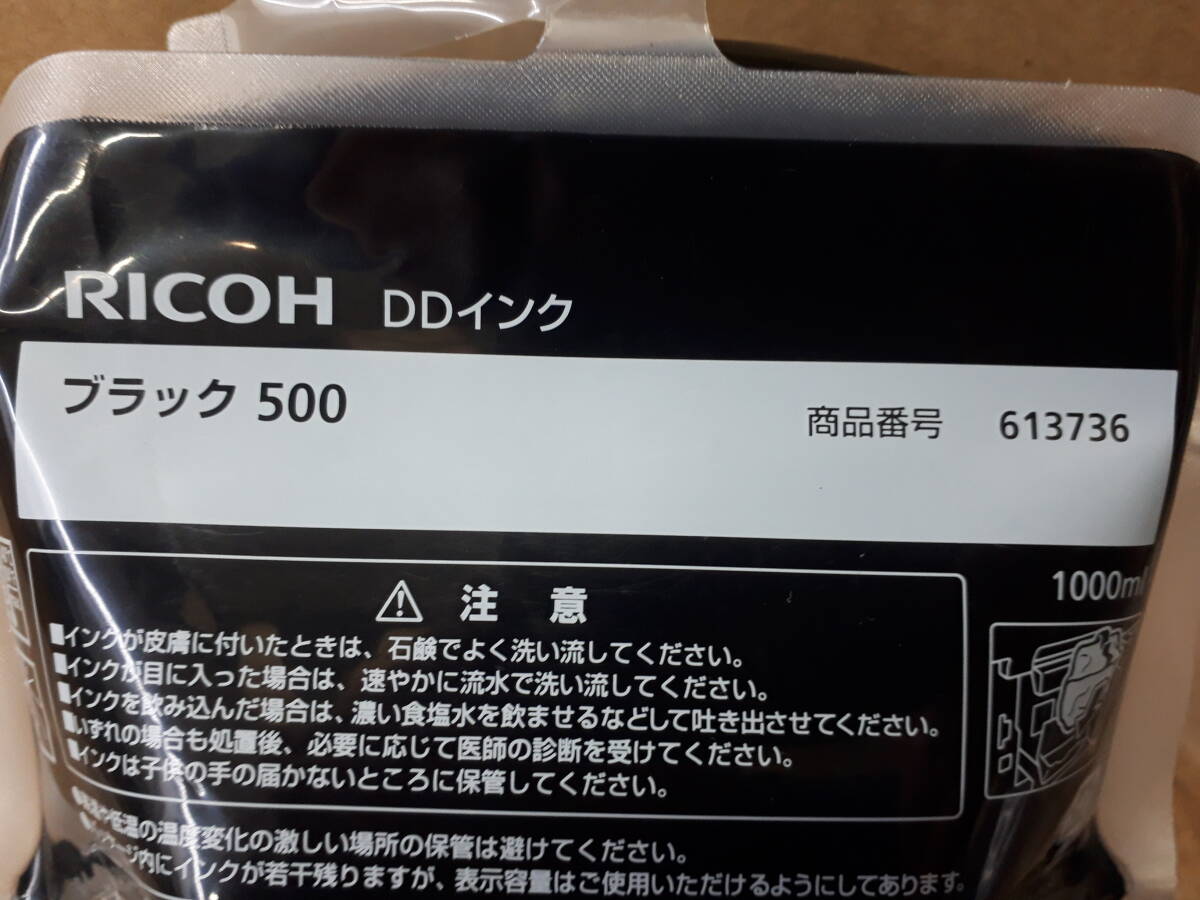 RICOH DDインク
ブラック 500
商品番号 613736
1000ml
注 意
■インクが皮膚に付いたときは、石鹸でよく洗い流してください。
■インクが目に入った場合は、速やかに流水で洗い流してください。
■インクを飲み込んだ場合は、濃い食塩水を飲ませるなどして吐き出させてください。
■いずれの場合も処置後、必要に応じて医師の診断を受けてください。
■インクは子供の手の届かないところに保管してください。
や低温の温度変化の激しい場所の保管は避けてください。
内にインクが若干残りますが、表示容量はご使用いただけるようにしてあります。